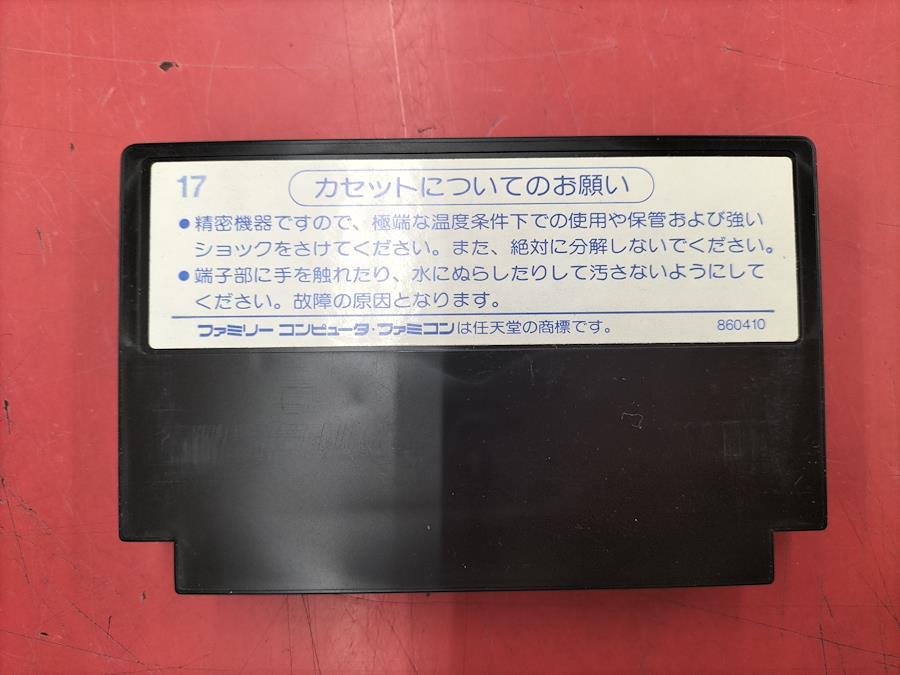 17
カセットについてのお願い
●精密機器ですので、極端な温度条件下での使用や保管および強い
ショックをさけてください。また、絶対に分解しないでください。
●端子部に手を触れたり、水にぬらしたりして汚さないようにして
ください。故障の原因となります。
ファミリー コンピュータ・ファミコンは任天堂の商標です。 860410